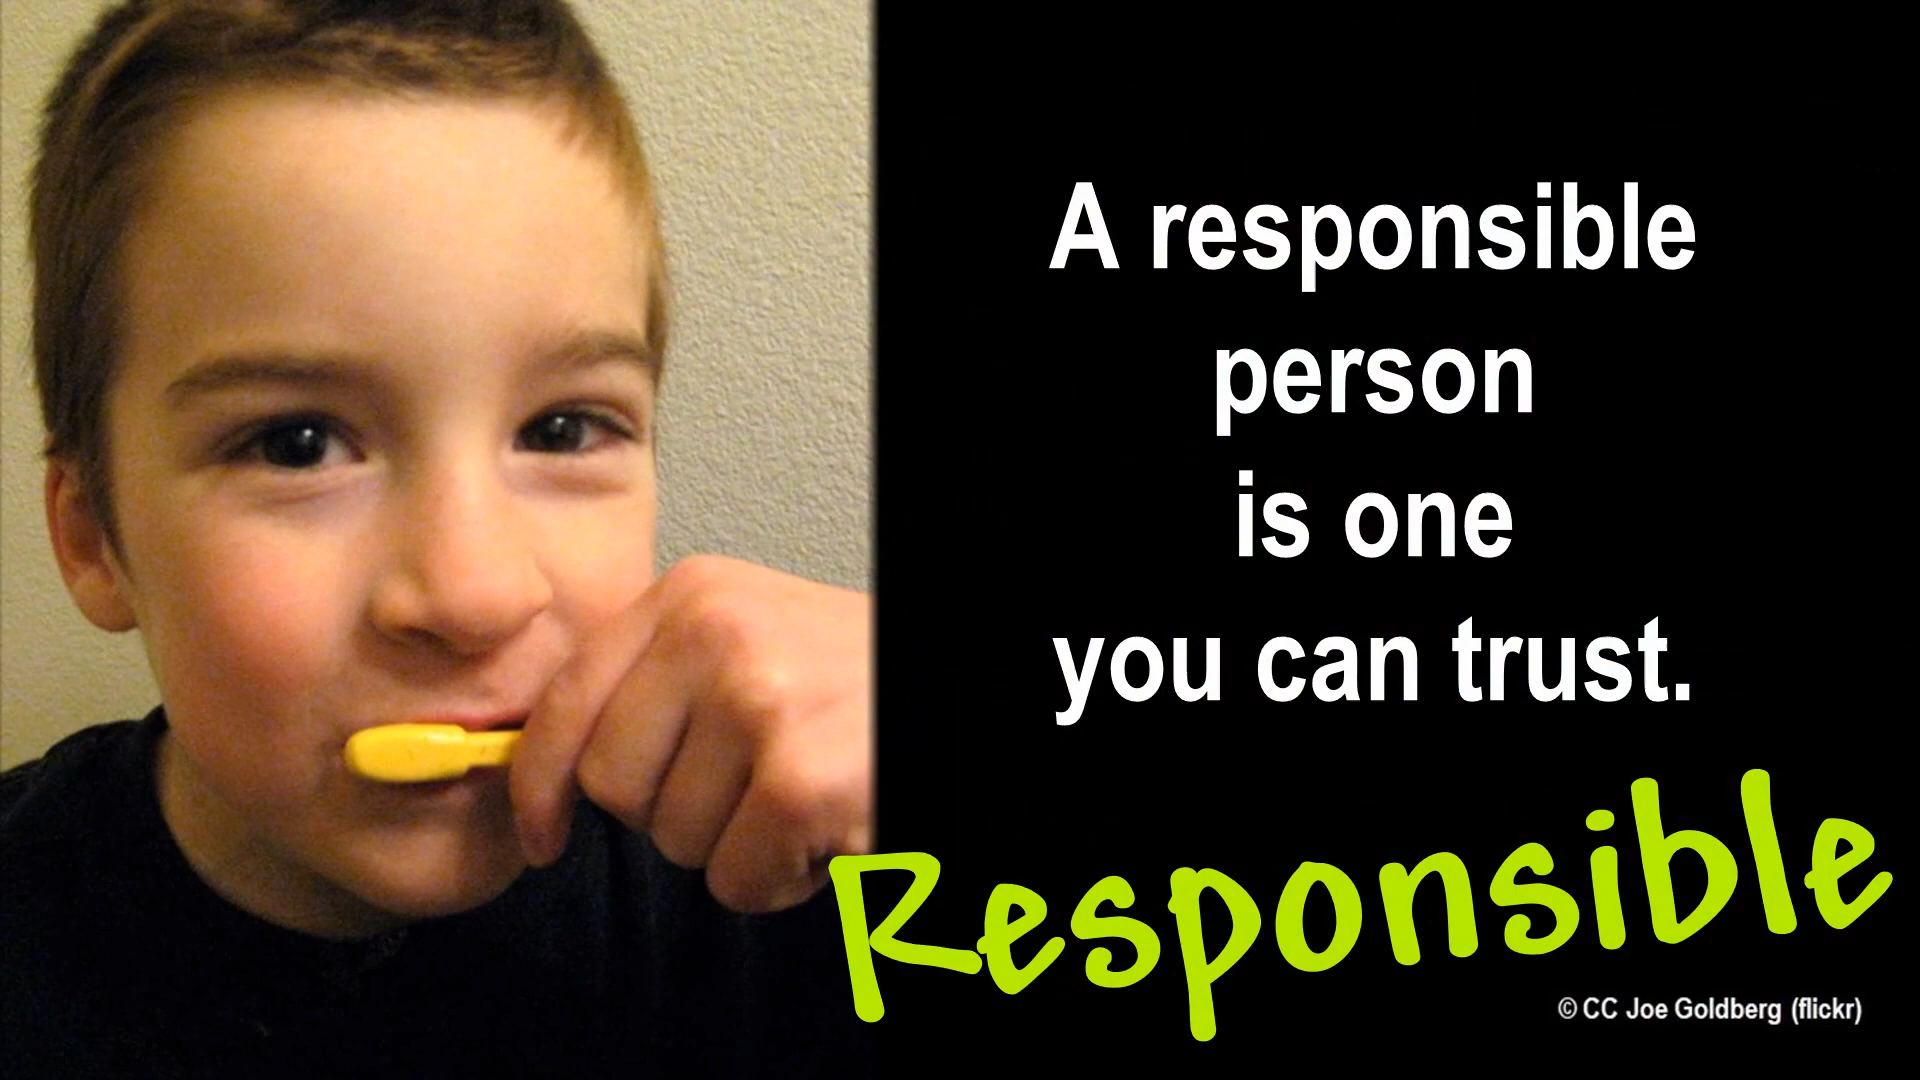 A responsible
person
is one
you can trust.
Responsible
© CC Joe Goldberg (flickr)